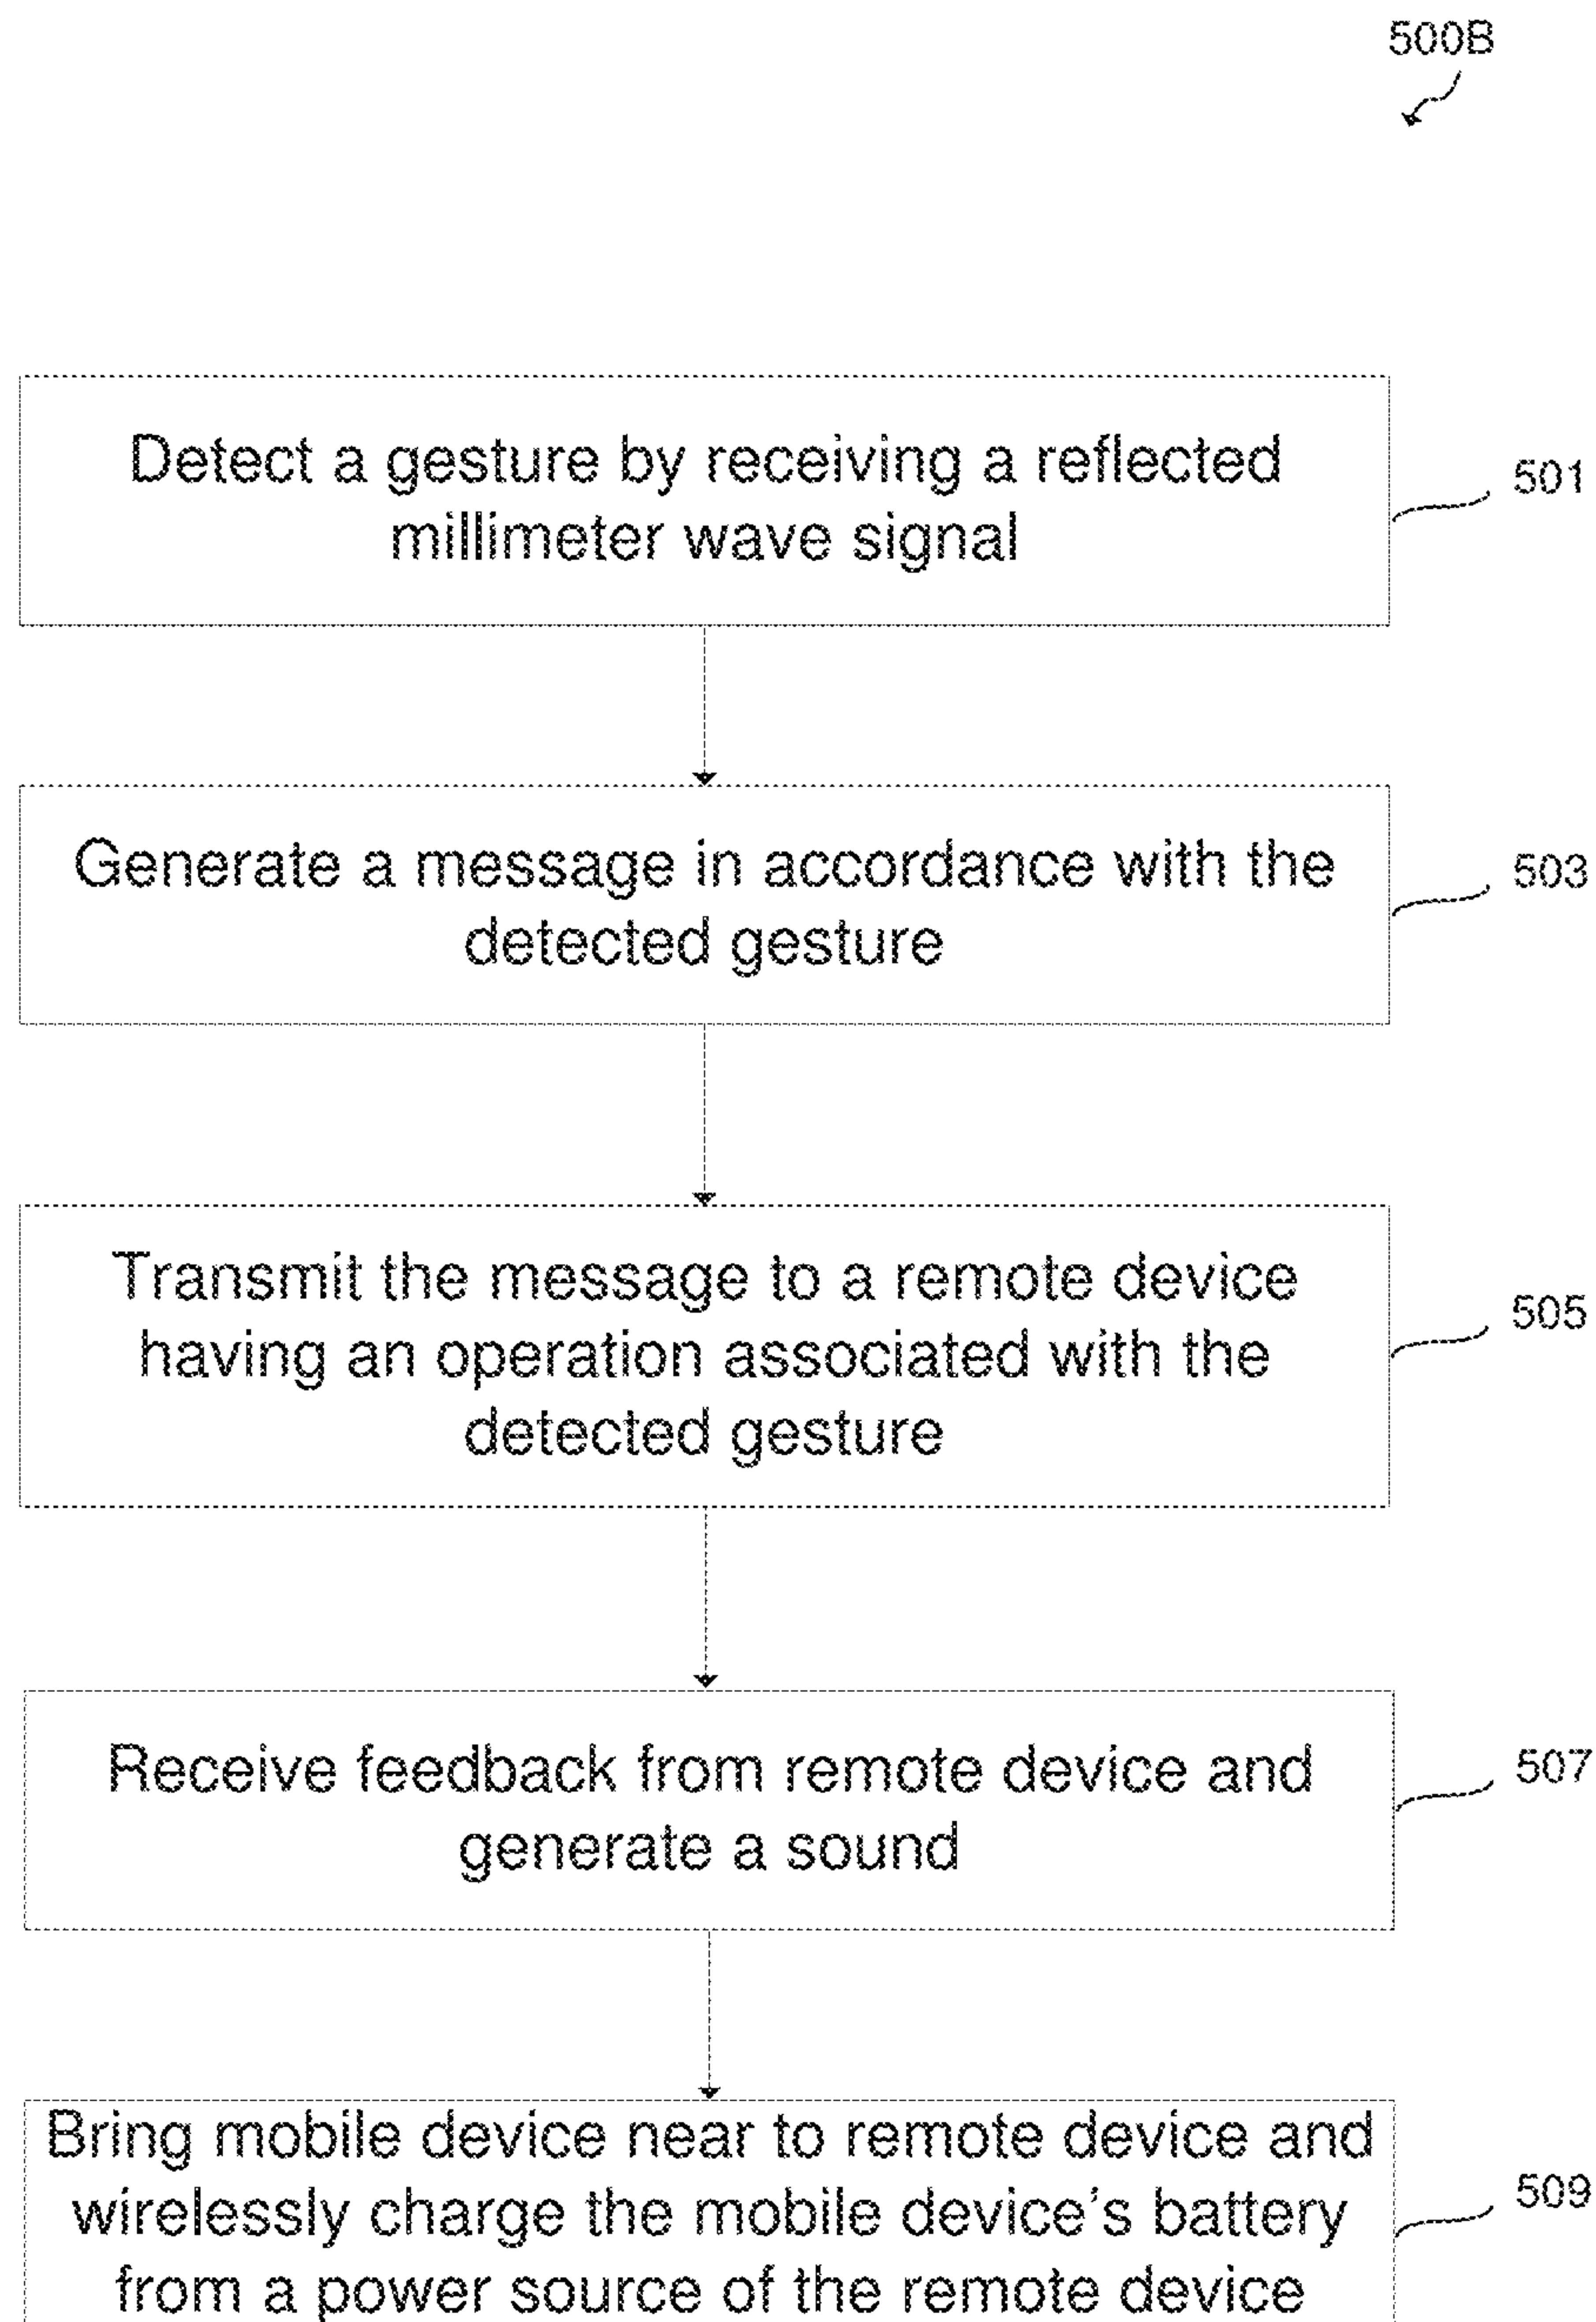 500B
Detect a gesture by receiving a reflected
millimeter wave signal
501
Generate a message in accordance with the
detected gesture
503
Transmit the message to a remote device
having an operation associated with the
detected gesture
505
Receive feedback from remote device and
generate a sound
507
Bring mobile device near to remote device and
wirelessly charge the mobile device's battery
from a power source of the remote device
509